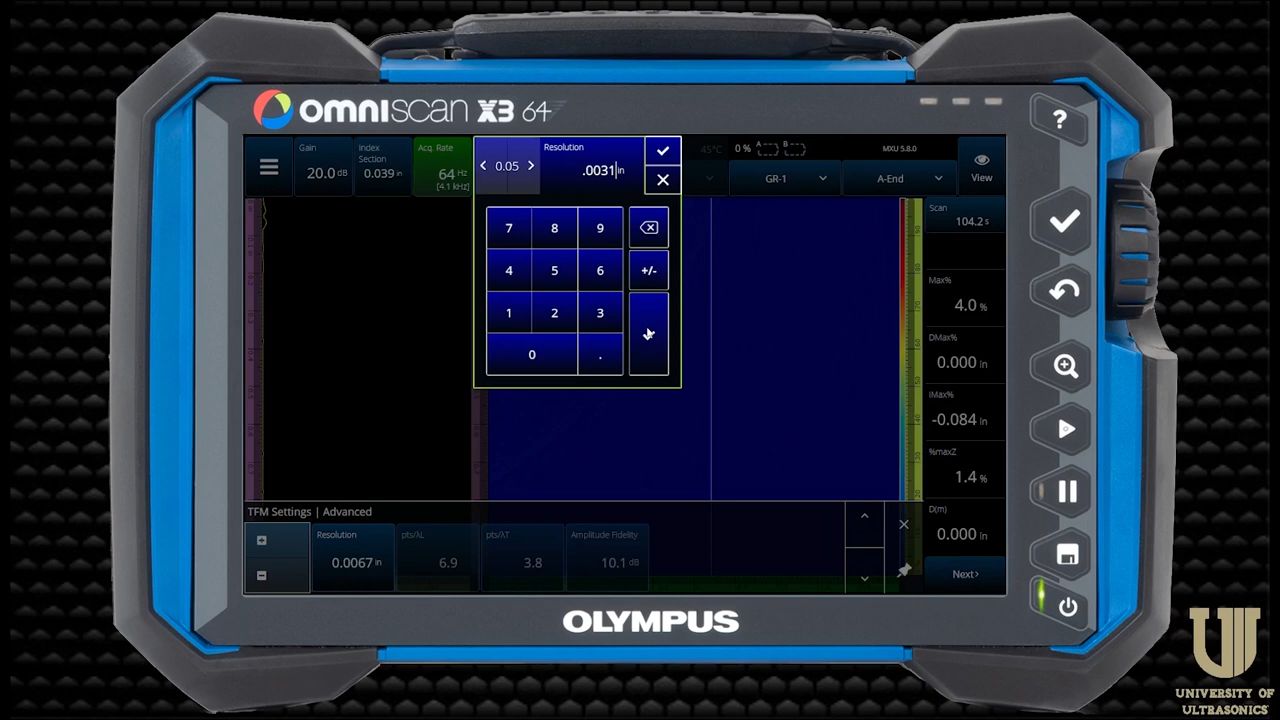 OMNISCAN X3 64
Gain
20.0 dB
Index
Section
0.039 in
Acq. Rate
64 Hz
[4.1 kHz]
< 0.05 >
Resolution
.0031 in
45°C
0 %
A
B
MXU 5.8.0
GR-1
A-End
View
7 8 9
4 5 6
+/-
1 2 3
0 .
Scan
104.2 s
Max%
4.0 %
DMax%
0.000 in
IMax%
-0.084 in
%maxZ
1.4 %
D(m)
0.000 in
Next>
TFM Settings | Advanced
Resolution
0.0067 in
pts/λL
6.9
pts/λT
3.8
Amplitude Fidelity
10.1 dB
?
OLYMPUS
UNIVERSITY OF
ULTRASONICS